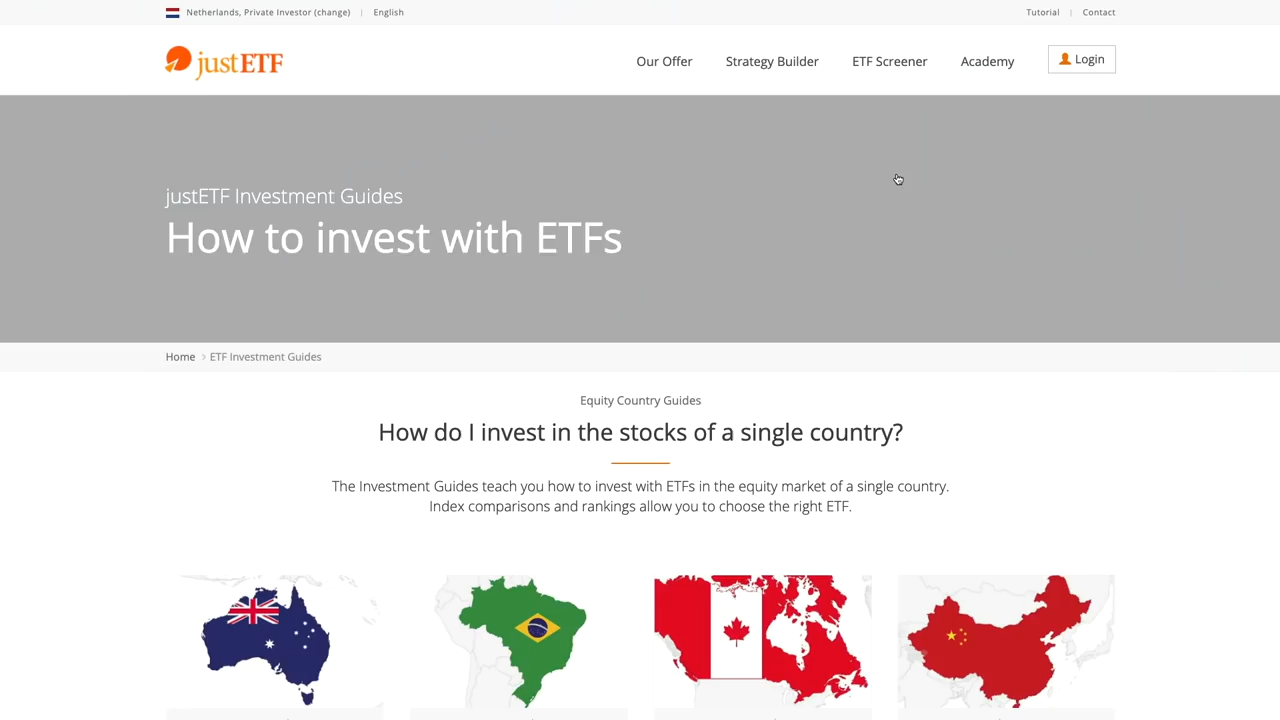 Netherlands, Private Investor (change) | English
Tutorial | Contact
justETF
Our Offer
Strategy Builder
ETF Screener
Academy
Login
justETF Investment Guides
How to invest with ETFs
Home > ETF Investment Guides
Equity Country Guides
How do I invest in the stocks of a single country?
The Investment Guides teach you how to invest with ETFs in the equity market of a single country.
Index comparisons and rankings allow you to choose the right ETF.